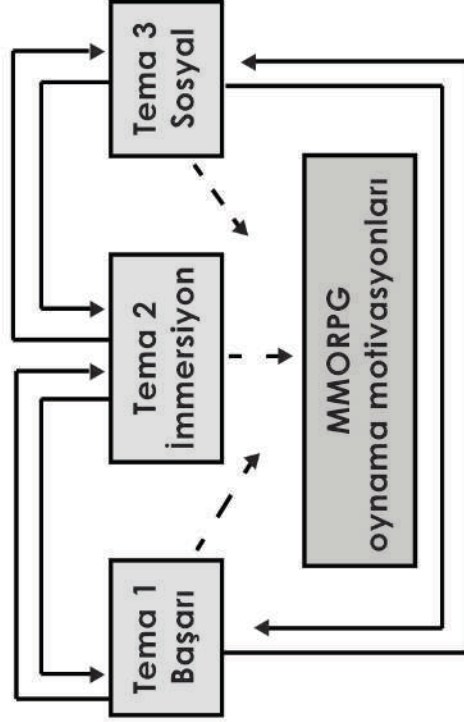 Tema 1
Başarı
Tema 2
İmmersiyon
Tema 3
Sosyal
MMORPG
oynama motivasyonları